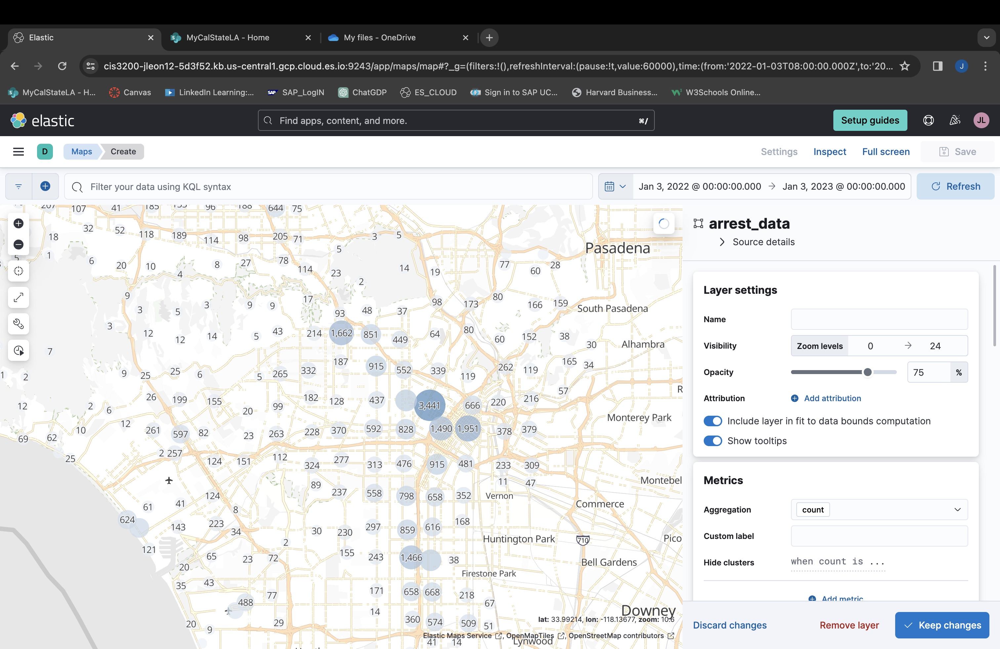 Elastic
MyCalStateLA - Home
My files - OneDrive
cis3200-jleon12-5d3f52.kb.us-central1.gcp.cloud.es.io:9243/app/maps/map#?_g=(filters:!(),refreshInterval:(pause:!t,value:60000),time:(from:'2022-01-03T08:00:00.000Z',to:'20...
J
MyCalStateLA - H...
Canvas
LinkedIn Learning:...
SAP SAP_LogIN
ChatGDP
ES_CLOUD
Sign in to SAP UC...
Harvard Business...
W3Schools Online...
elastic
Find apps, content, and more.
⌘/
Setup guides
JL
D
Maps
Create
Settings
Inspect
Full screen
Save
Filter your data using KQL syntax
Jan 3, 2022 @ 00:00:00.000 → Jan 3, 2023 @ 00:00:00.000
Refresh
207 107 41 185 96 188 644 75
32 52 118 189 114 98 205 71 3 5
18
Pasadena
1 6 20 10 4 8 27 78 114 23 5 2 14 19 77 60 28
9 3 5 3 9 9 17 93 48 37 98 173 80 166 159
South Pasadena
3 12 12 14 5 43 214 1,662 851 449 64 80 60 152 38 30
Alhambra
7
187 165 34
1 2 9 25 25 6 5 265 332 915 552 339 119 262 119
57
R
12 2 6 26 199 155 20 99 182 128 437 3,441 666 220 216
Monterey Park
69 62 10 12 261 597 82 23 263 228 370 592 828 1,490 1,951 378 379
25 2 257 124 151 112 324 277 313 476 915 481 233 309
Montebel
11 47
89 237 558 798 658 352
Vernon
Commerce
61 41 124 8
624 143 223 34 30 230 297 859 616 168
Huntington Park
710
Pico
121 2
20 65 23 72 155 243 1,466 38
Bell Gardens
Firestone Park
35 43 77 171 658 668 218
488 14 67
Downey
20 9 29 360 574 509 51
lat: 33.99214, lon: -118.13677, zoom: 10.6
Elastic Maps Service , OpenMapTiles , OpenStreetMap contributors
Lynwood
41 14
arrest_data
Source details
Layer settings
Name
Visibility
Zoom levels 0 → 24
Opacity
75 %
Attribution
Add attribution
Include layer in fit to data bounds computation
Show tooltips
Metrics
Aggregation
count
Custom label
Hide clusters
when count is ...
Add metric
Discard changes
Remove layer
Keep changes